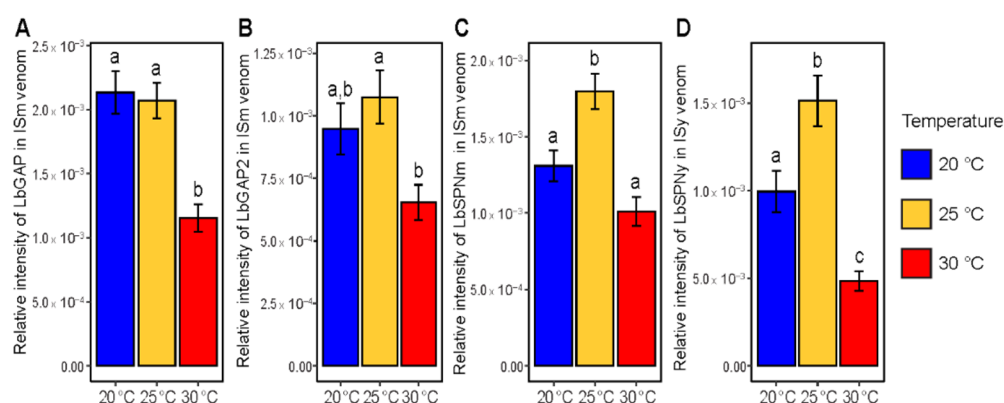 A
B
C
D
Relative intensity of LbGAP in ISm venom
2.5 x 10⁻³
2.0 x 10⁻³
1.5 x 10⁻³
1.0 x 10⁻³
5.0 x 10⁻⁴
0.00
a
a
b
20 °C 25 °C 30 °C
Relative intensity of LbGAP2 in ISm venom
1.25 x 10⁻³
1.0 x 10⁻³
7.5 x 10⁻⁴
5.0 x 10⁻⁴
2.5 x 10⁻⁴
0.00
a,b
a
b
20 °C 25 °C 30 °C
Relative intensity of LbSPNm in ISm venom
2.0 x 10⁻³
1.5 x 10⁻³
1.0 x 10⁻³
5.0 x 10⁻⁴
0.00
a
b
a
20 °C 25 °C 30 °C
Relative intensity of LbSPNy in ISy venom
1.5 x 10⁻³
1.0 x 10⁻³
5.0 x 10⁻³
0.00
a
b
c
20 °C 25 °C 30 °C
Temperature
20 °C
25 °C
30 °C